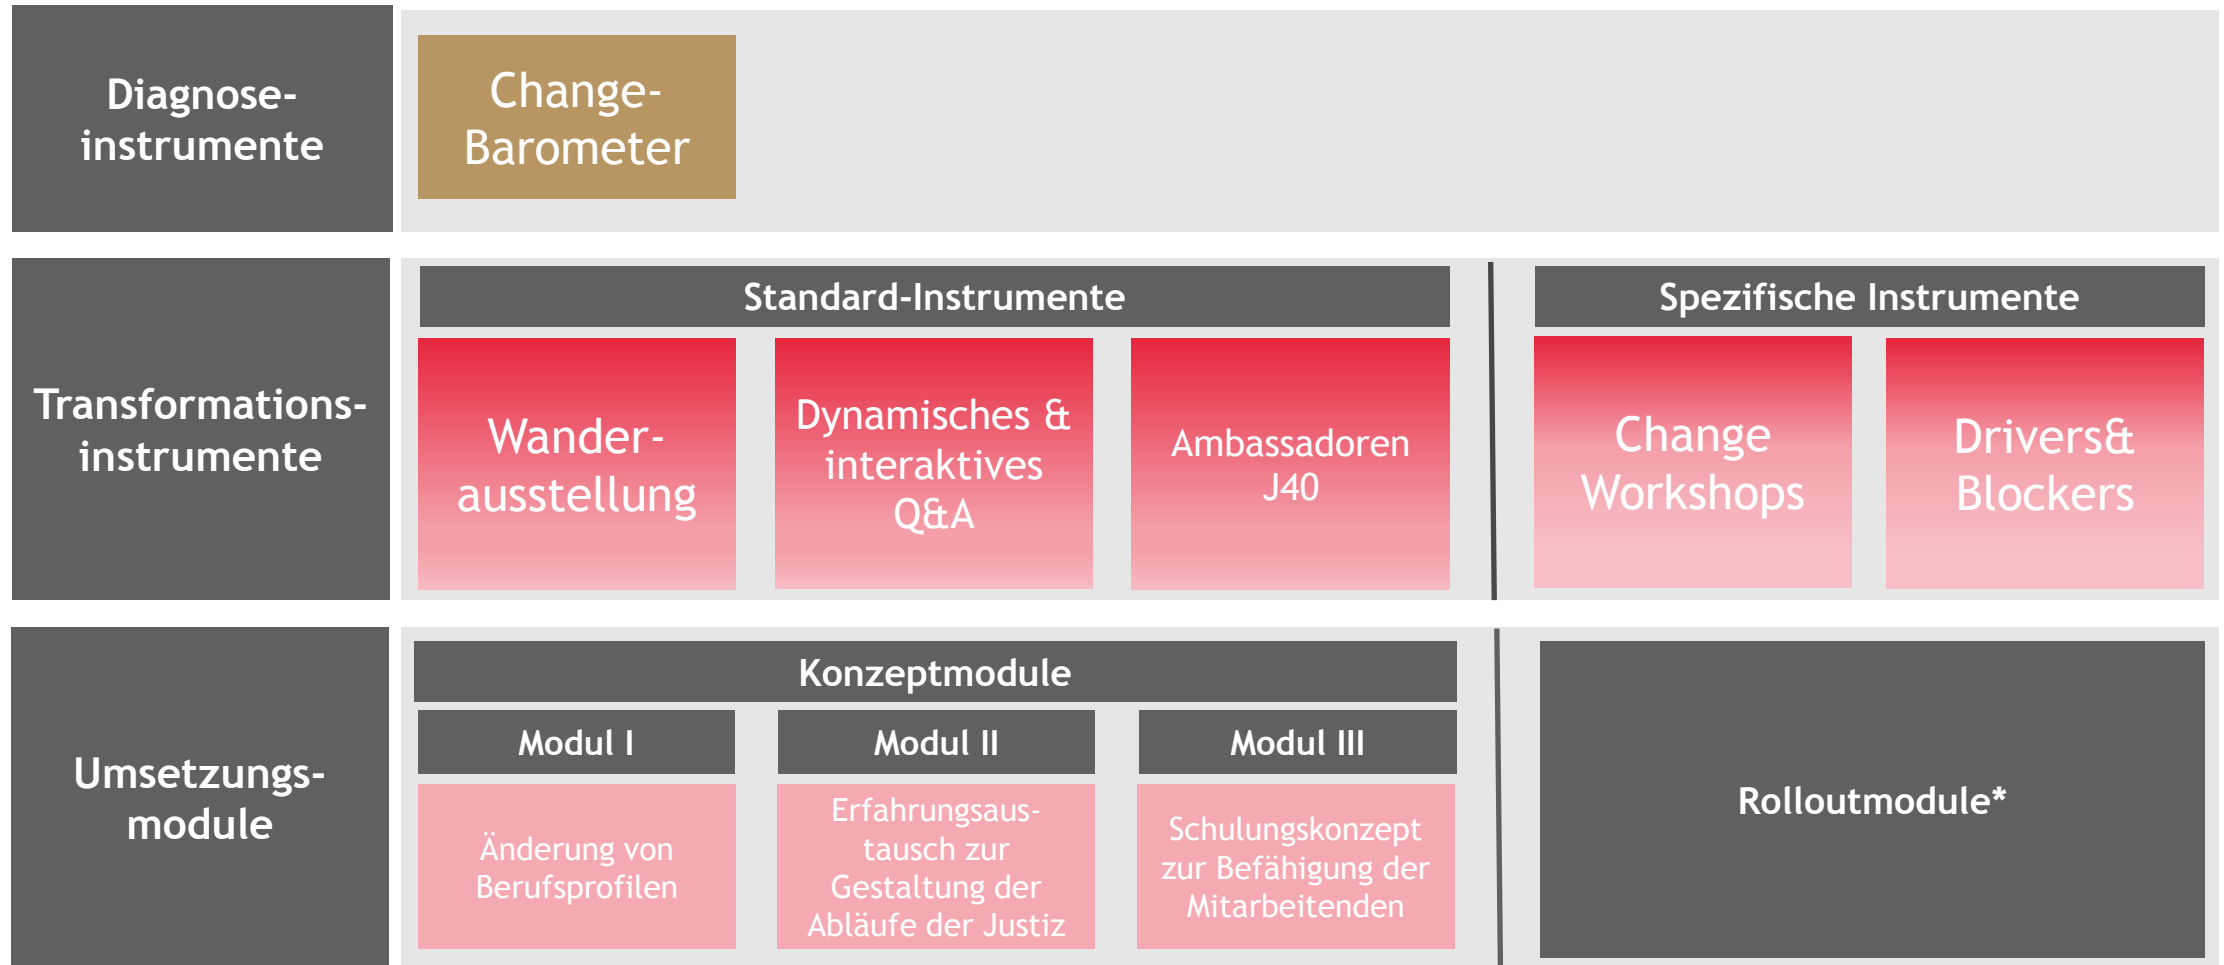 Diagnose-
instrumente
Change-
Barometer
Transformations-
instrumente
Standard-Instrumente
Wander-
ausstellung
Dynamisches &
interaktives
Q&A
Ambassadoren
J40
Spezifische Instrumente
Change
Workshops
Drivers&
Blockers
Umsetzungs-
module
Konzeptmodule
Modul I
Änderung von
Berufsprofilen
Modul II
Erfahrungsaus-
tausch zur
Gestaltung der
Abläufe der Justiz
Modul III
Schulungskonzept
zur Befähigung der
Mitarbeitenden
Rolloutmodule*